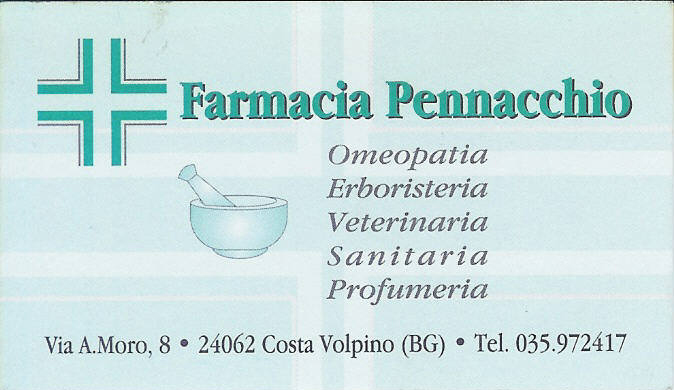 Farmacia Pennacchio
Omeopatia
Erboristeria
Veterinaria
Sanitaria
Profumeria
Via A.Moro, 8 • 24062 Costa Volpino (BG) • Tel. 035.972417